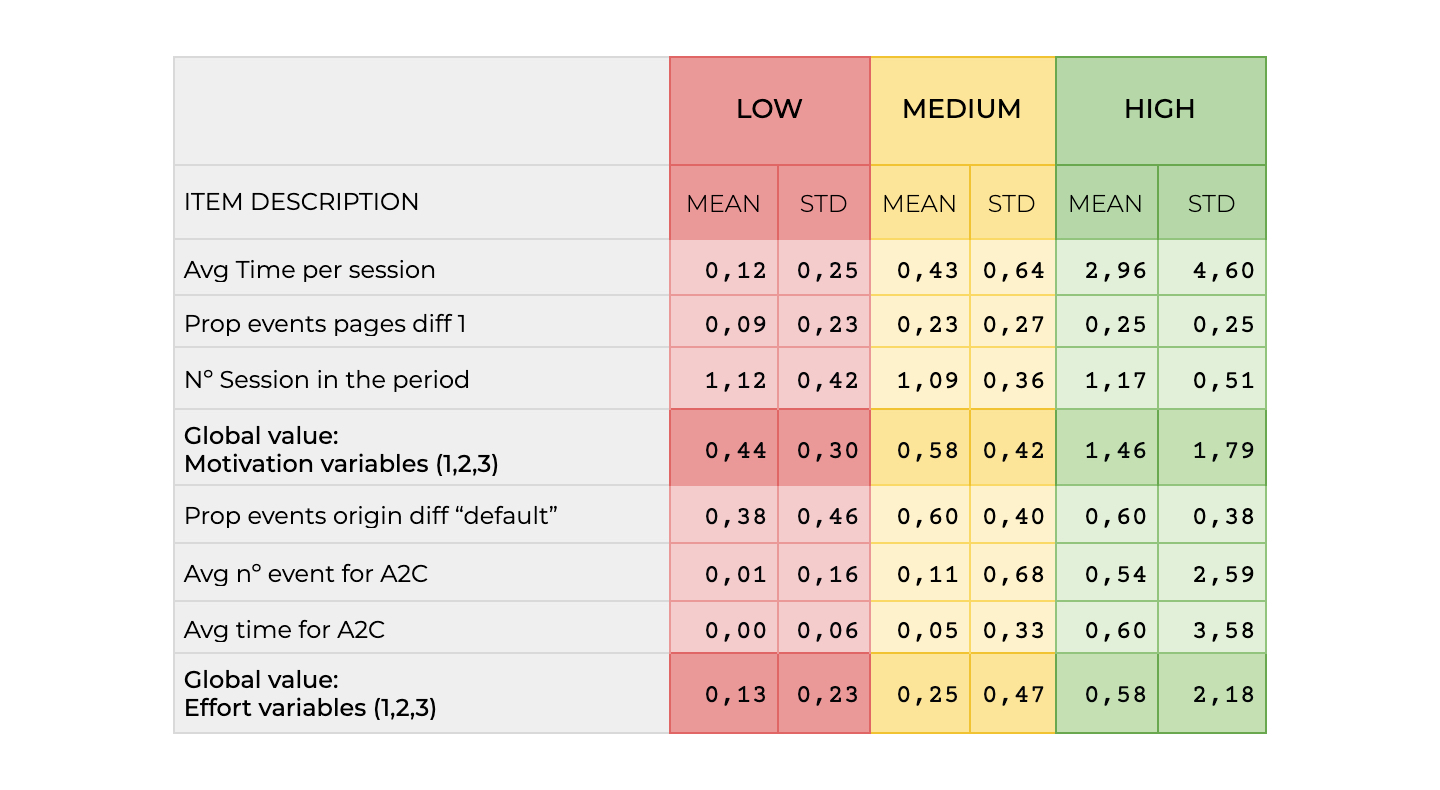 LOW MEDIUM HIGH
ITEM DESCRIPTION MEAN STD MEAN STD MEAN STD
Avg Time per session 0,12 0,25 0,43 0,64 2,96 4,60
Prop events pages diff 1 0,09 0,23 0,23 0,27 0,25 0,25
Nº Session in the period 1,12 0,42 1,09 0,36 1,17 0,51
Global value:
Motivation variables (1,2,3) 0,44 0,30 0,58 0,42 1,46 1,79
Prop events origin diff “default” 0,38 0,46 0,60 0,40 0,60 0,38
Avg nº event for A2C 0,01 0,16 0,11 0,68 0,54 2,59
Avg time for A2C 0,00 0,06 0,05 0,33 0,60 3,58
Global value:
Effort variables (1,2,3) 0,13 0,23 0,25 0,47 0,58 2,18